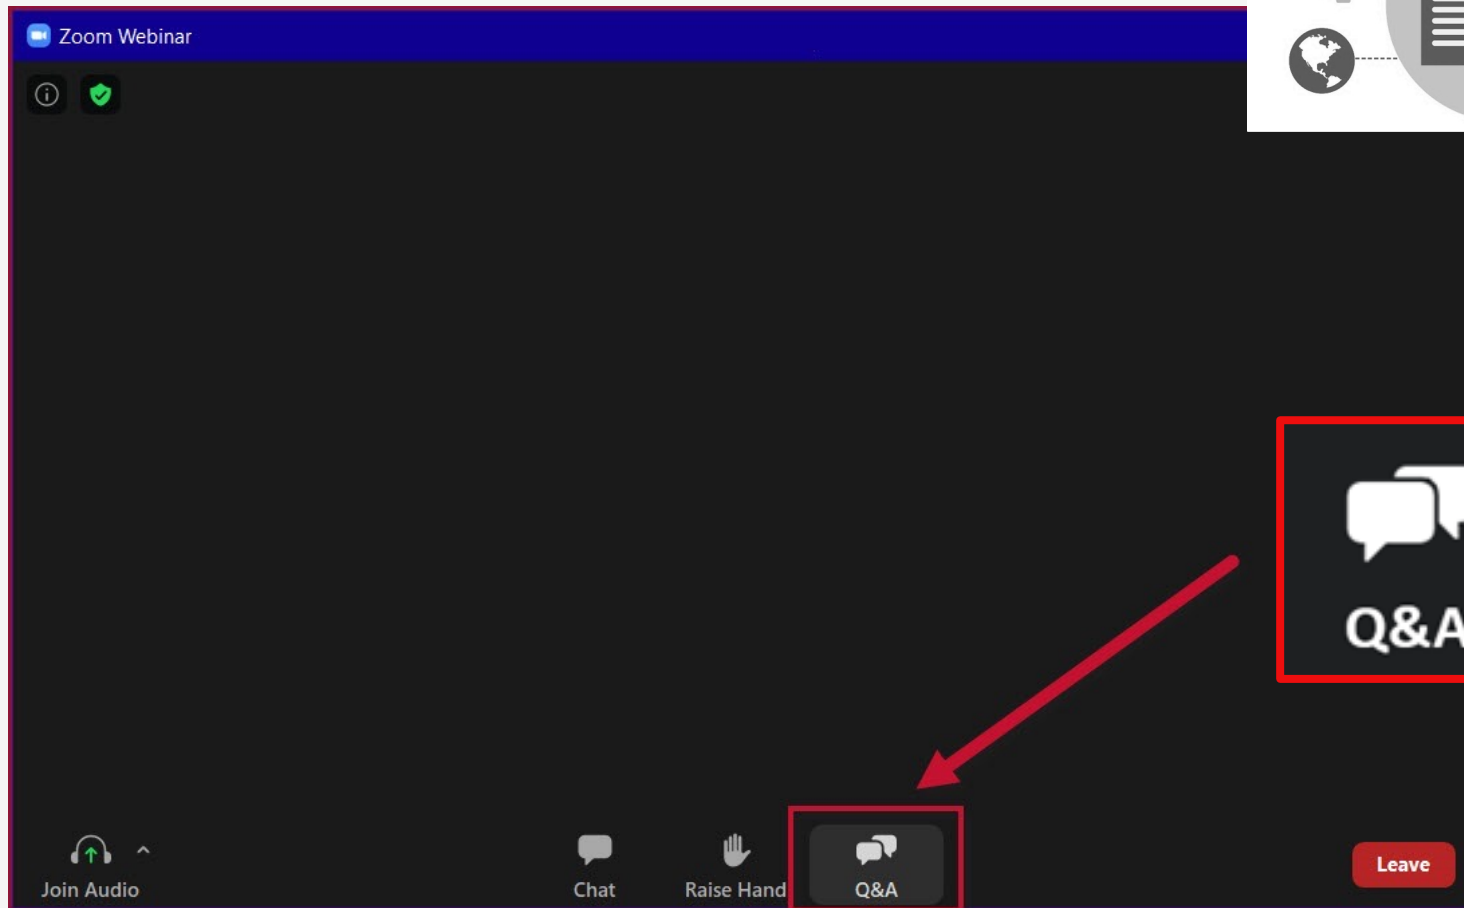 Zoom Webinar
Q&A
Join Audio
Chat
Raise Hand
Q&A
Leave